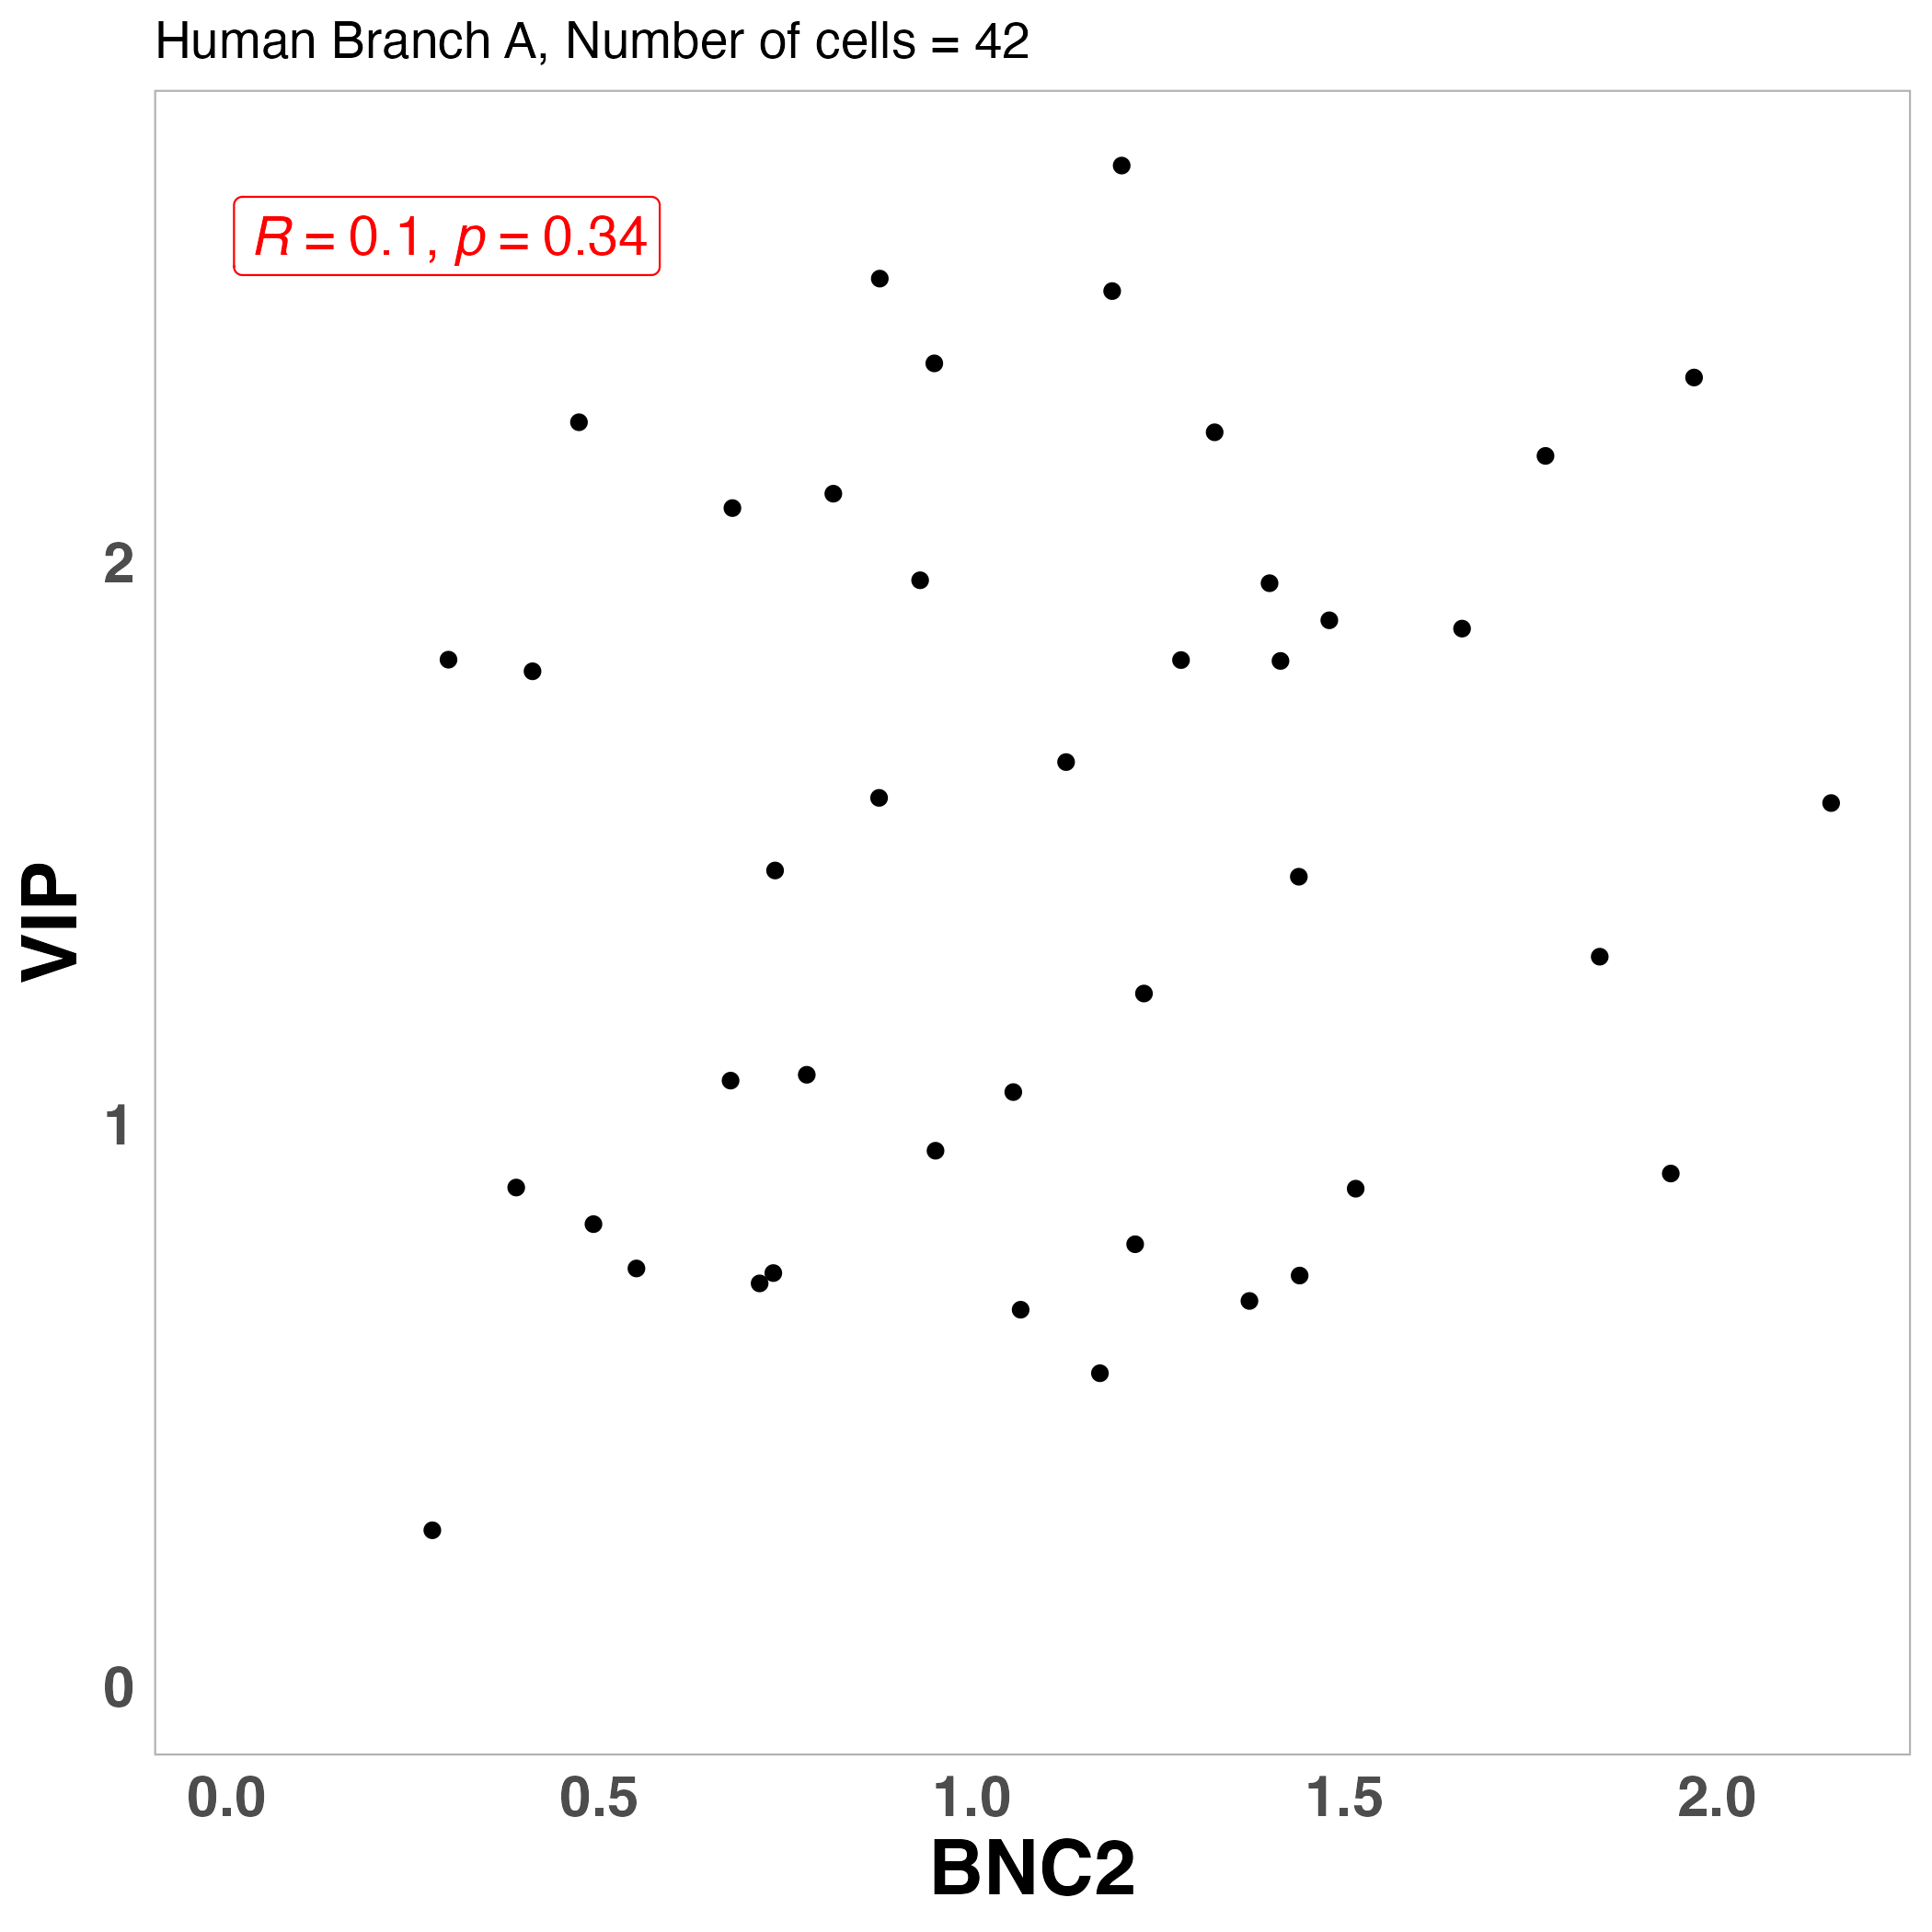 Human Branch A, Number of cells = 42
R = 0.1, p = 0.34
2
1
0
VIP
0.0 0.5 1.0 1.5 2.0
BNC2